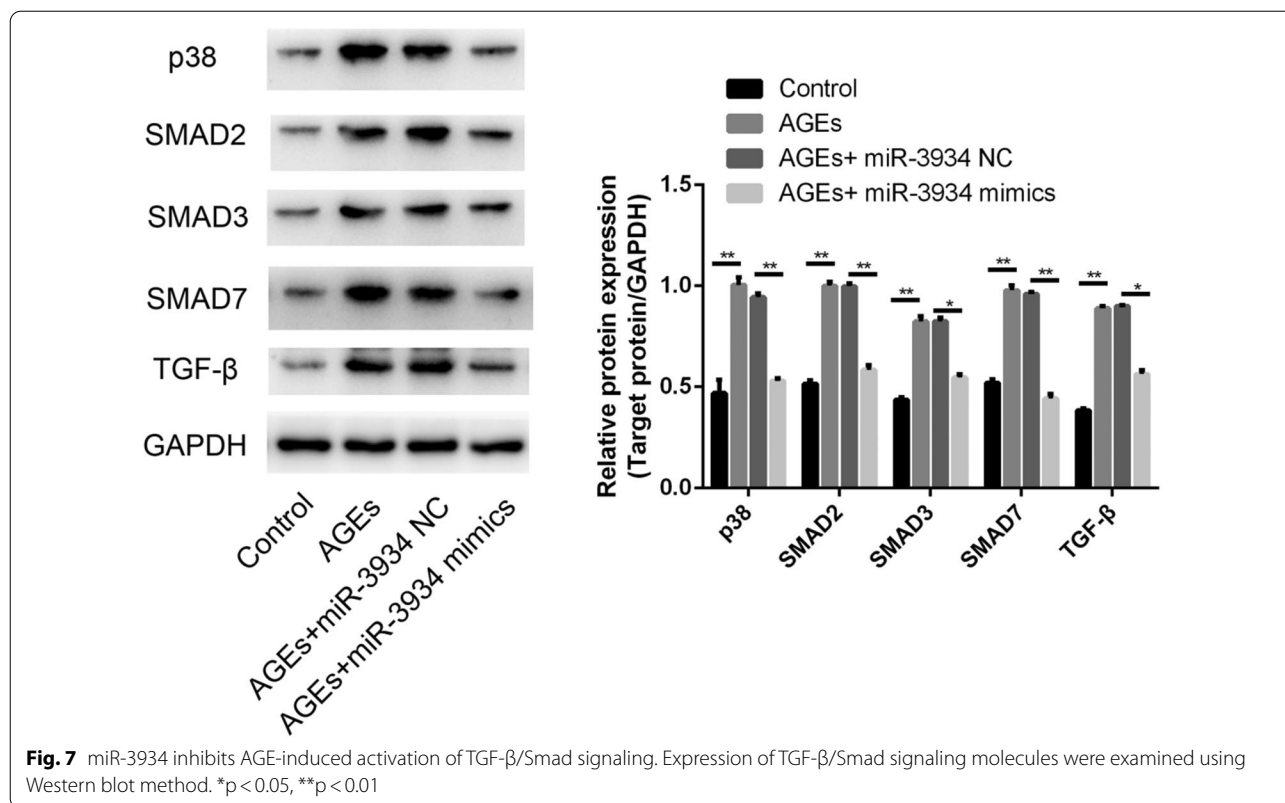 p38
SMAD2
SMAD3
SMAD7
TGF-β
GAPDH
Control
AGEs
AGEs+miR-3934 NC
AGEs+miR-3934 mimics
Control
AGEs
AGEs+ miR-3934 NC
AGEs+ miR-3934 mimics
Relative protein expression
(Target protein/GAPDH)
1.5
1.0
0.5
0.0
** ** ** ** ** * ** ** ** *
p38
SMAD2
SMAD3
SMAD7
TGF-β
Fig. 7 miR-3934 inhibits AGE-induced activation of TGF-β/Smad signaling. Expression of TGF-β/Smad signaling molecules were examined using
Western blot method. *p < 0.05, **p < 0.01